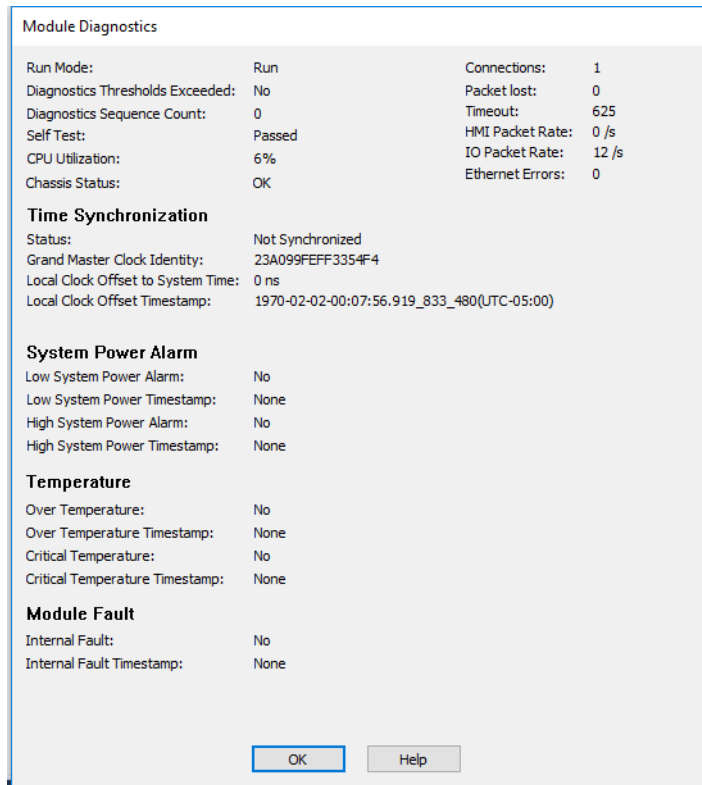 Module Diagnostics
Run Mode: Run
Diagnostics Thresholds Exceeded: No
Diagnostics Sequence Count: 0
Self Test: Passed
CPU Utilization: 6%
Chassis Status: OK
Connections: 1
Packet lost: 0
Timeout: 625
HMI Packet Rate: 0 /s
IO Packet Rate: 12 /s
Ethernet Errors: 0
Time Synchronization
Status: Not Synchronized
Grand Master Clock Identity: 23A099FEFF3354F4
Local Clock Offset to System Time: 0 ns
Local Clock Offset Timestamp: 1970-02-02-00:07:56.919_833_480(UTC-05:00)
System Power Alarm
Low System Power Alarm: No
Low System Power Timestamp: None
High System Power Alarm: No
High System Power Timestamp: None
Temperature
Over Temperature: No
Over Temperature Timestamp: None
Critical Temperature: No
Critical Temperature Timestamp: None
Module Fault
Internal Fault: No
Internal Fault Timestamp: None
OK Help